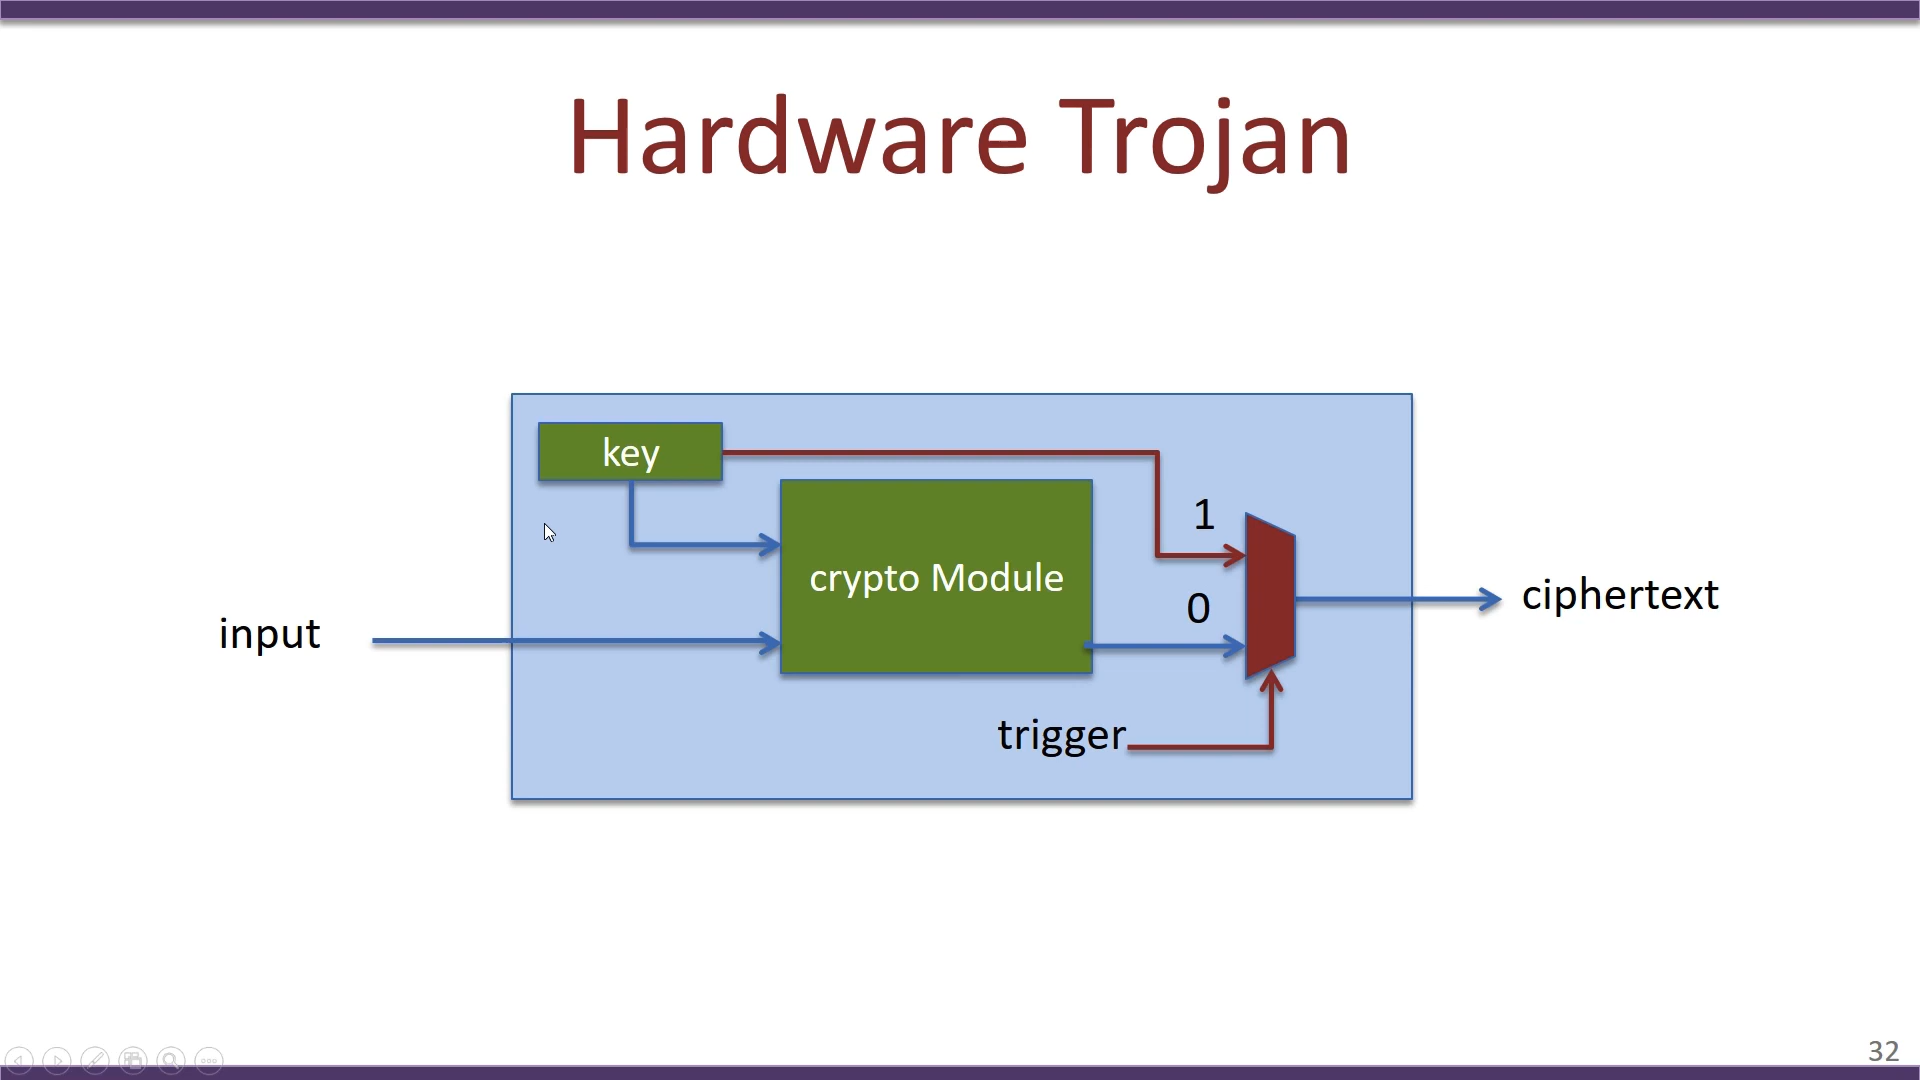 Hardware Trojan
key
1
crypto Module
0
ciphertext
input
trigger
32